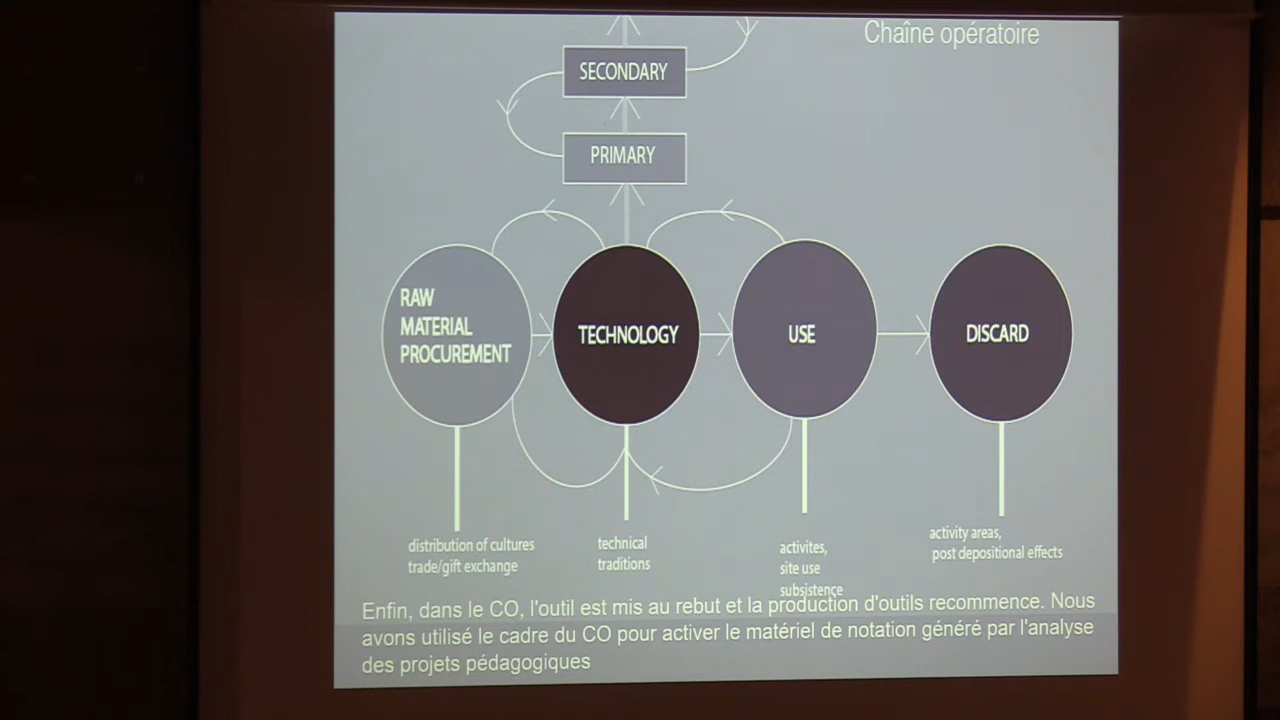 Chaîne opératoire
SECONDARY
PRIMARY
RAW
MATERIAL
PROCUREMENT
TECHNOLOGY
USE
DISCARD
distribution of cultures
trade/gift exchange
technical
traditions
activites,
site use
subsistence
activity areas,
post depositional effects
Enfin, dans le CO, l'outil est mis au rebut et la production d'outils recommence. Nous
avons utilisé le cadre du CO pour activer le matériel de notation généré par l'analyse
des projets pédagogiques